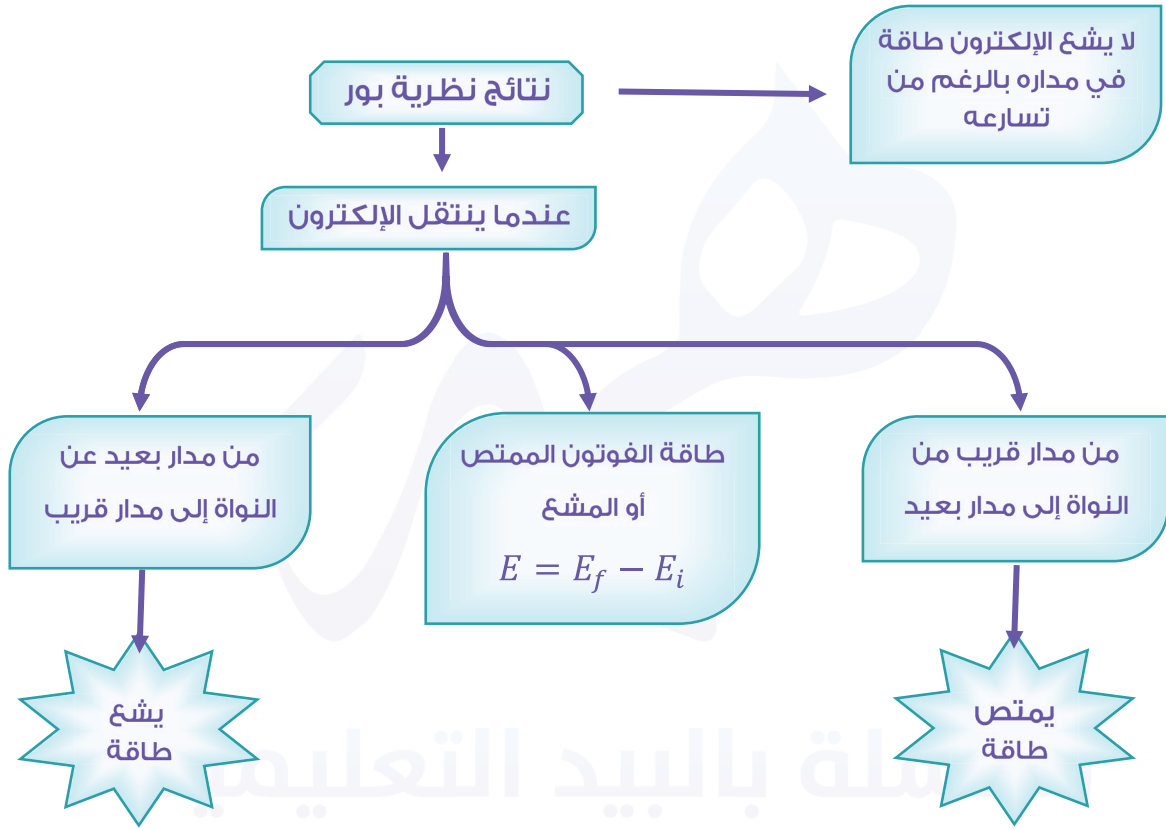 نتائج نظرية بور
لا يشع الإلكترون طاقة
في مداره بالرغم من
تسارعه
عندما ينتقل الإلكترون
من مدار قريب من
النواة إلى مدار بعيد
طاقة الفوتون الممتص
أو المشع
E = E_f − E_i
من مدار بعيد عن
النواة إلى مدار قريب
يمتص
طاقة
يشع
طاقة